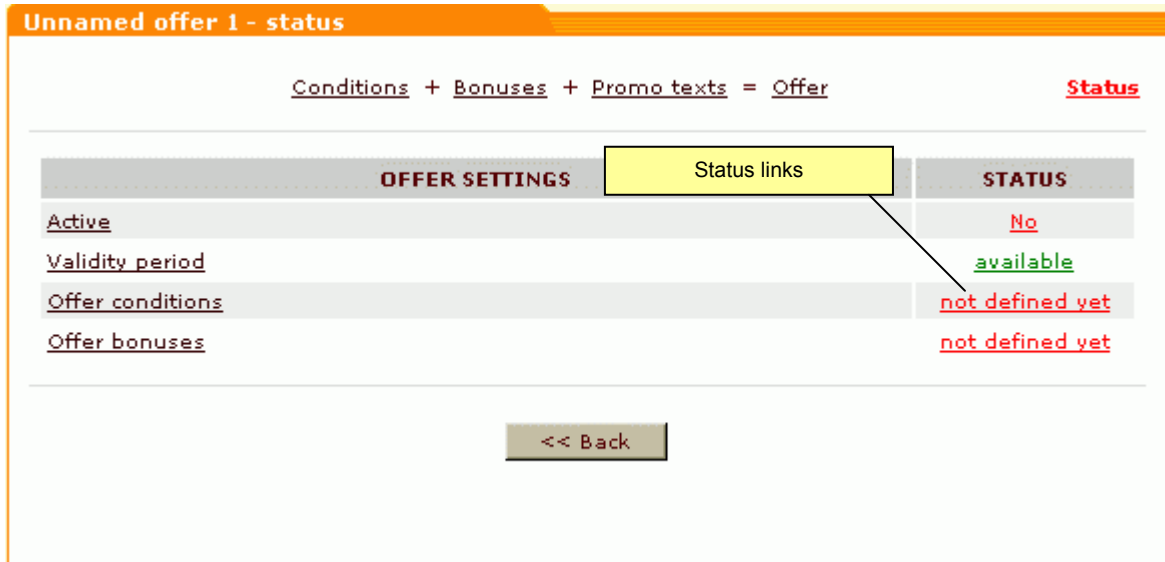 Unnamed offer 1 - status
Conditions + Bonuses + Promo texts = Offer Status
OFFER SETTINGS Status links STATUS
Active No
Validity period available
Offer conditions not defined yet
Offer bonuses not defined yet
<< Back